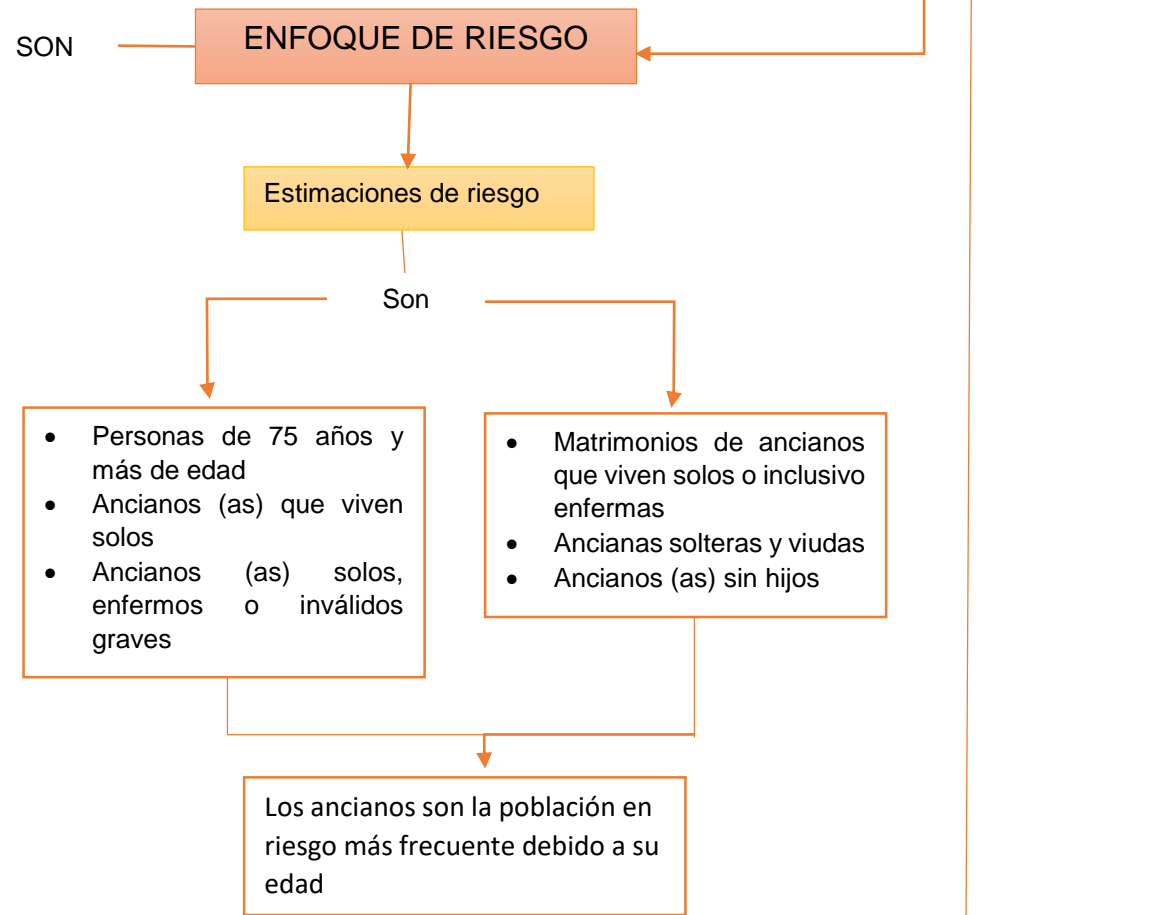 SON
ENFOQUE DE RIESGO
Estimaciones de riesgo
Son
• Personas de 75 años y
más de edad
• Ancianos (as) que viven
solos
• Ancianos (as) solos,
enfermos o inválidos
graves
• Matrimonios de ancianos
que viven solos o inclusivo
enfermas
• Ancianas solteras y viudas
• Ancianos (as) sin hijos
Los ancianos son la población en
riesgo más frecuente debido a su
edad